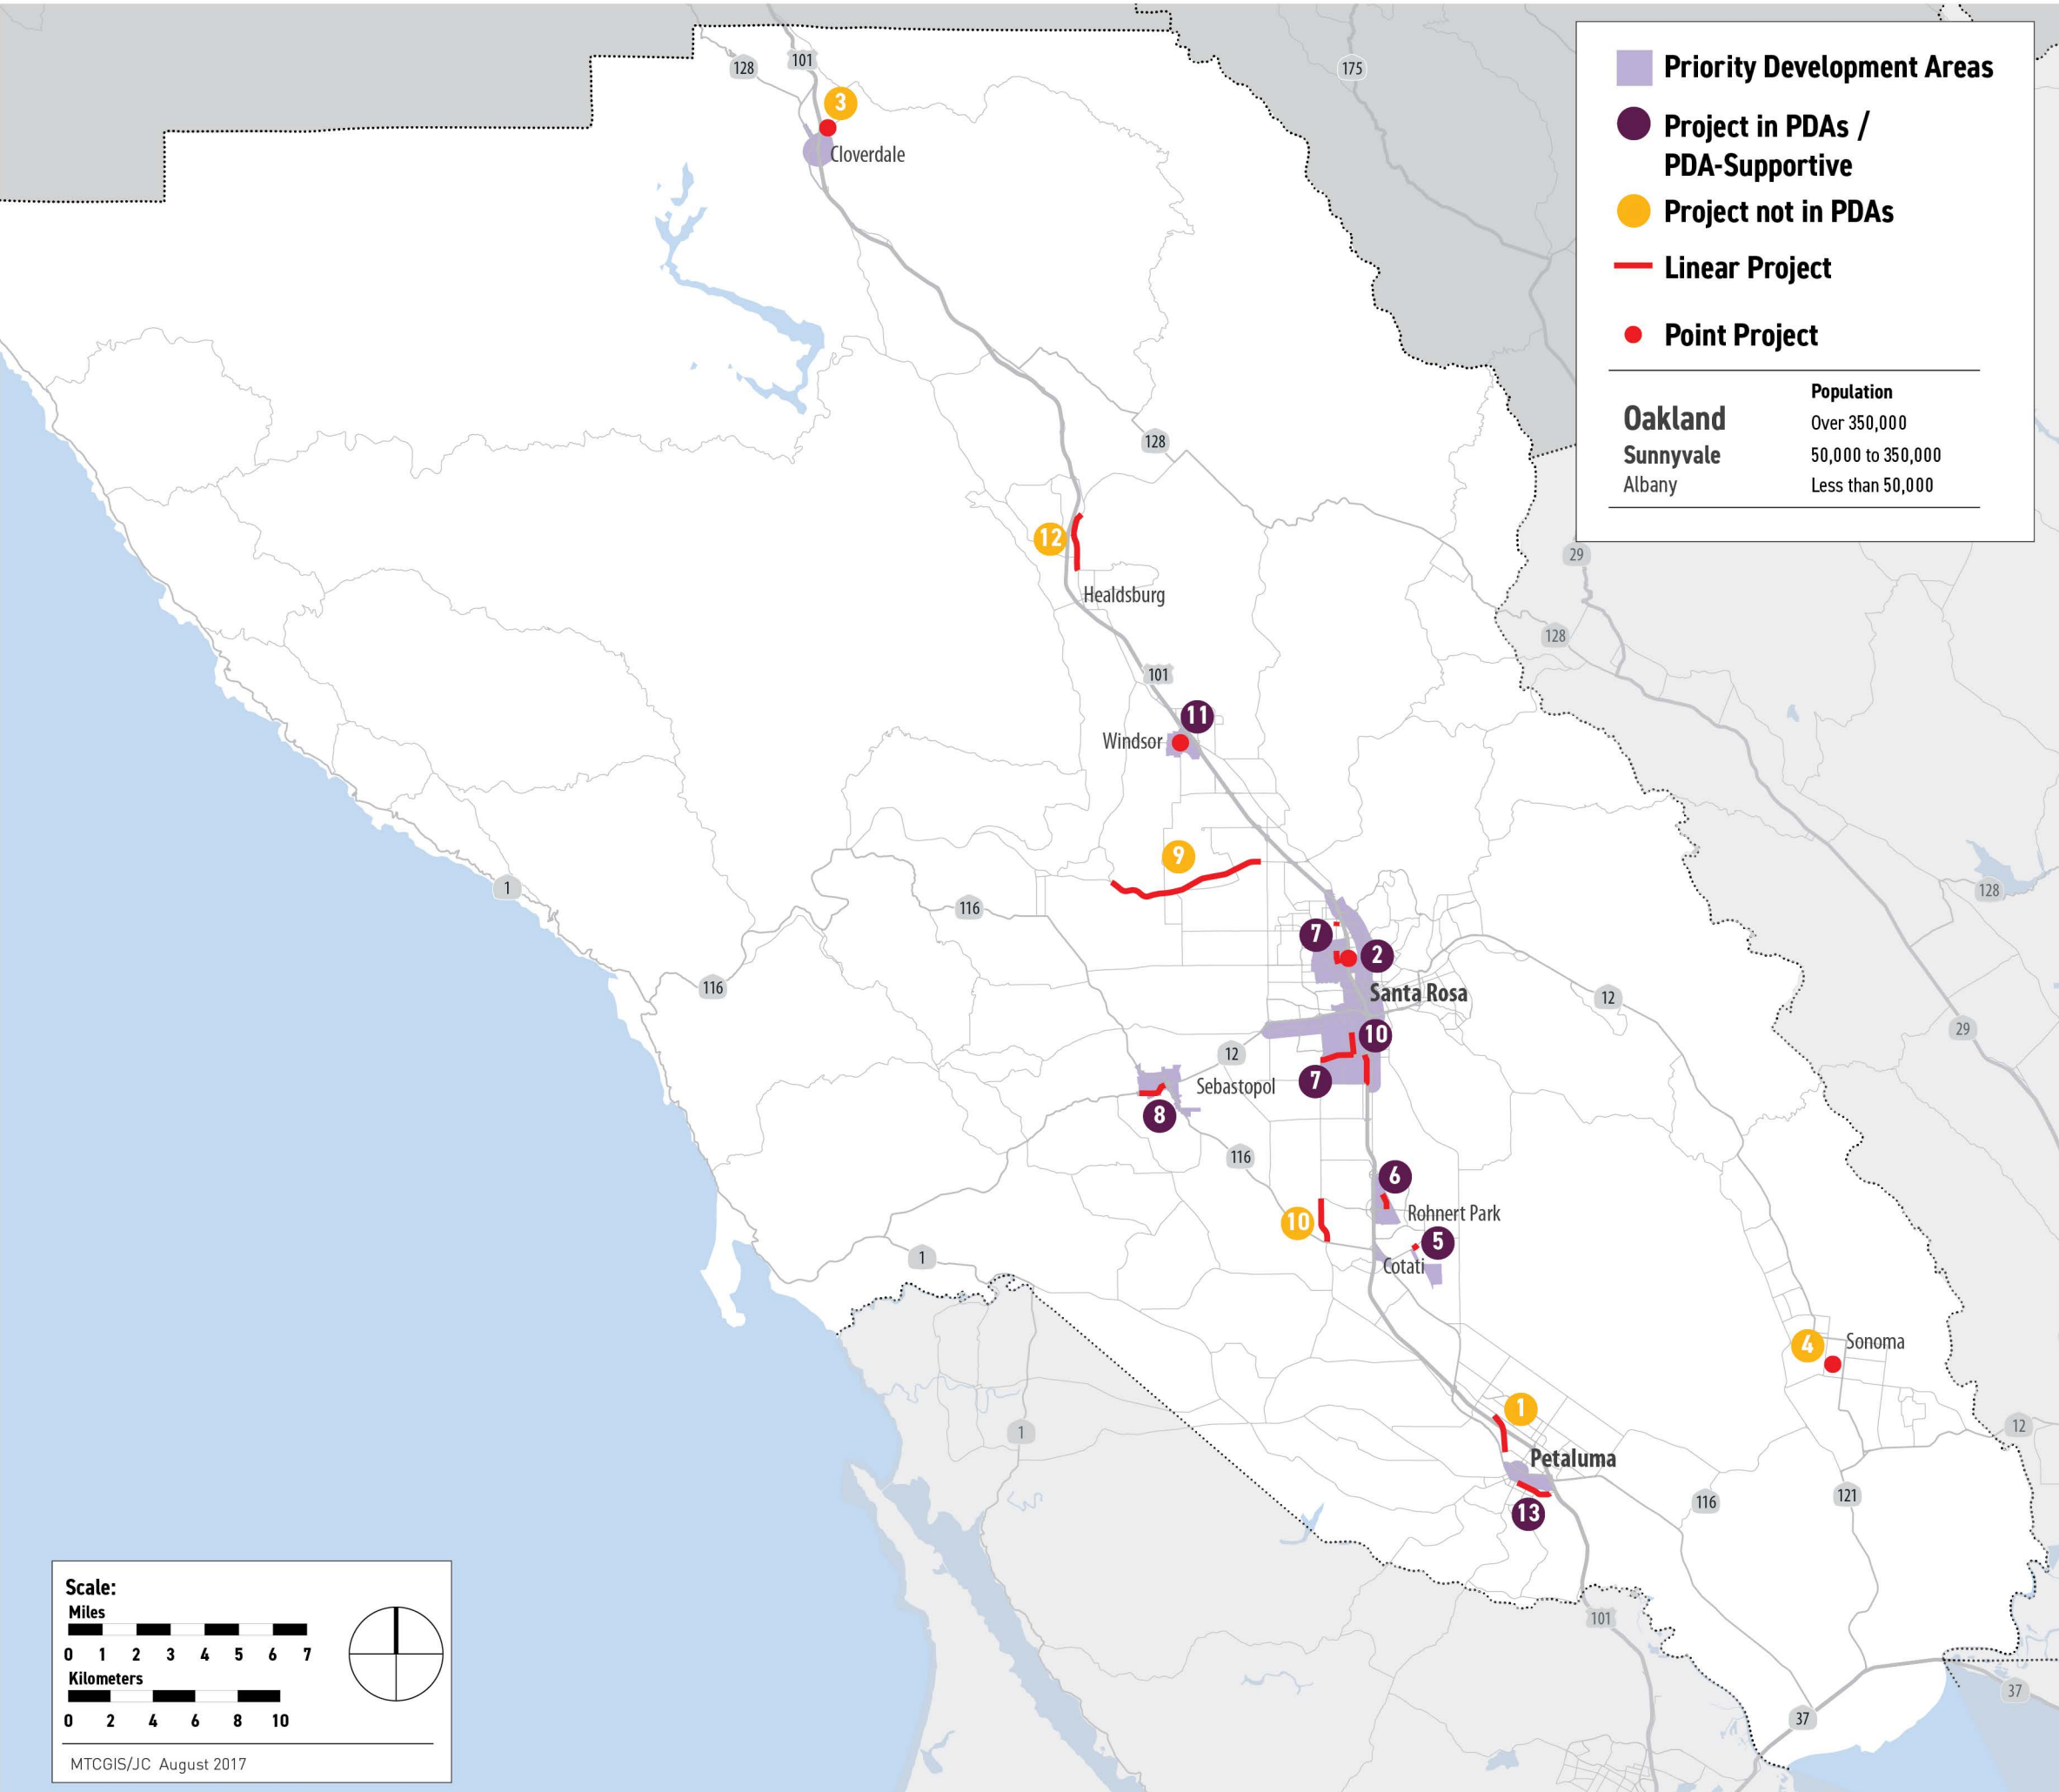 Priority Development Areas
Project in PDAs /
PDA-Supportive
Project not in PDAs
Linear Project
Point Project
Population
Oakland Over 350,000
Sunnyvale 50,000 to 350,000
Albany Less than 50,000
128
101
175
3
Cloverdale
128
12
29
Healdsburg
128
101
11
Windsor
9
1
116
128
7
2
116
Santa Rosa
12
29
10
12
7
Sebastopol
8
116
6
Rohnert Park
10
5
1
Cotati
4
Sonoma
1
1
12
Petaluma
116
121
13
101
37
37
Scale:
Miles
0 1 2 3 4 5 6 7
Kilometers
0 2 4 6 8 10
MTCGIS/JC August 2017